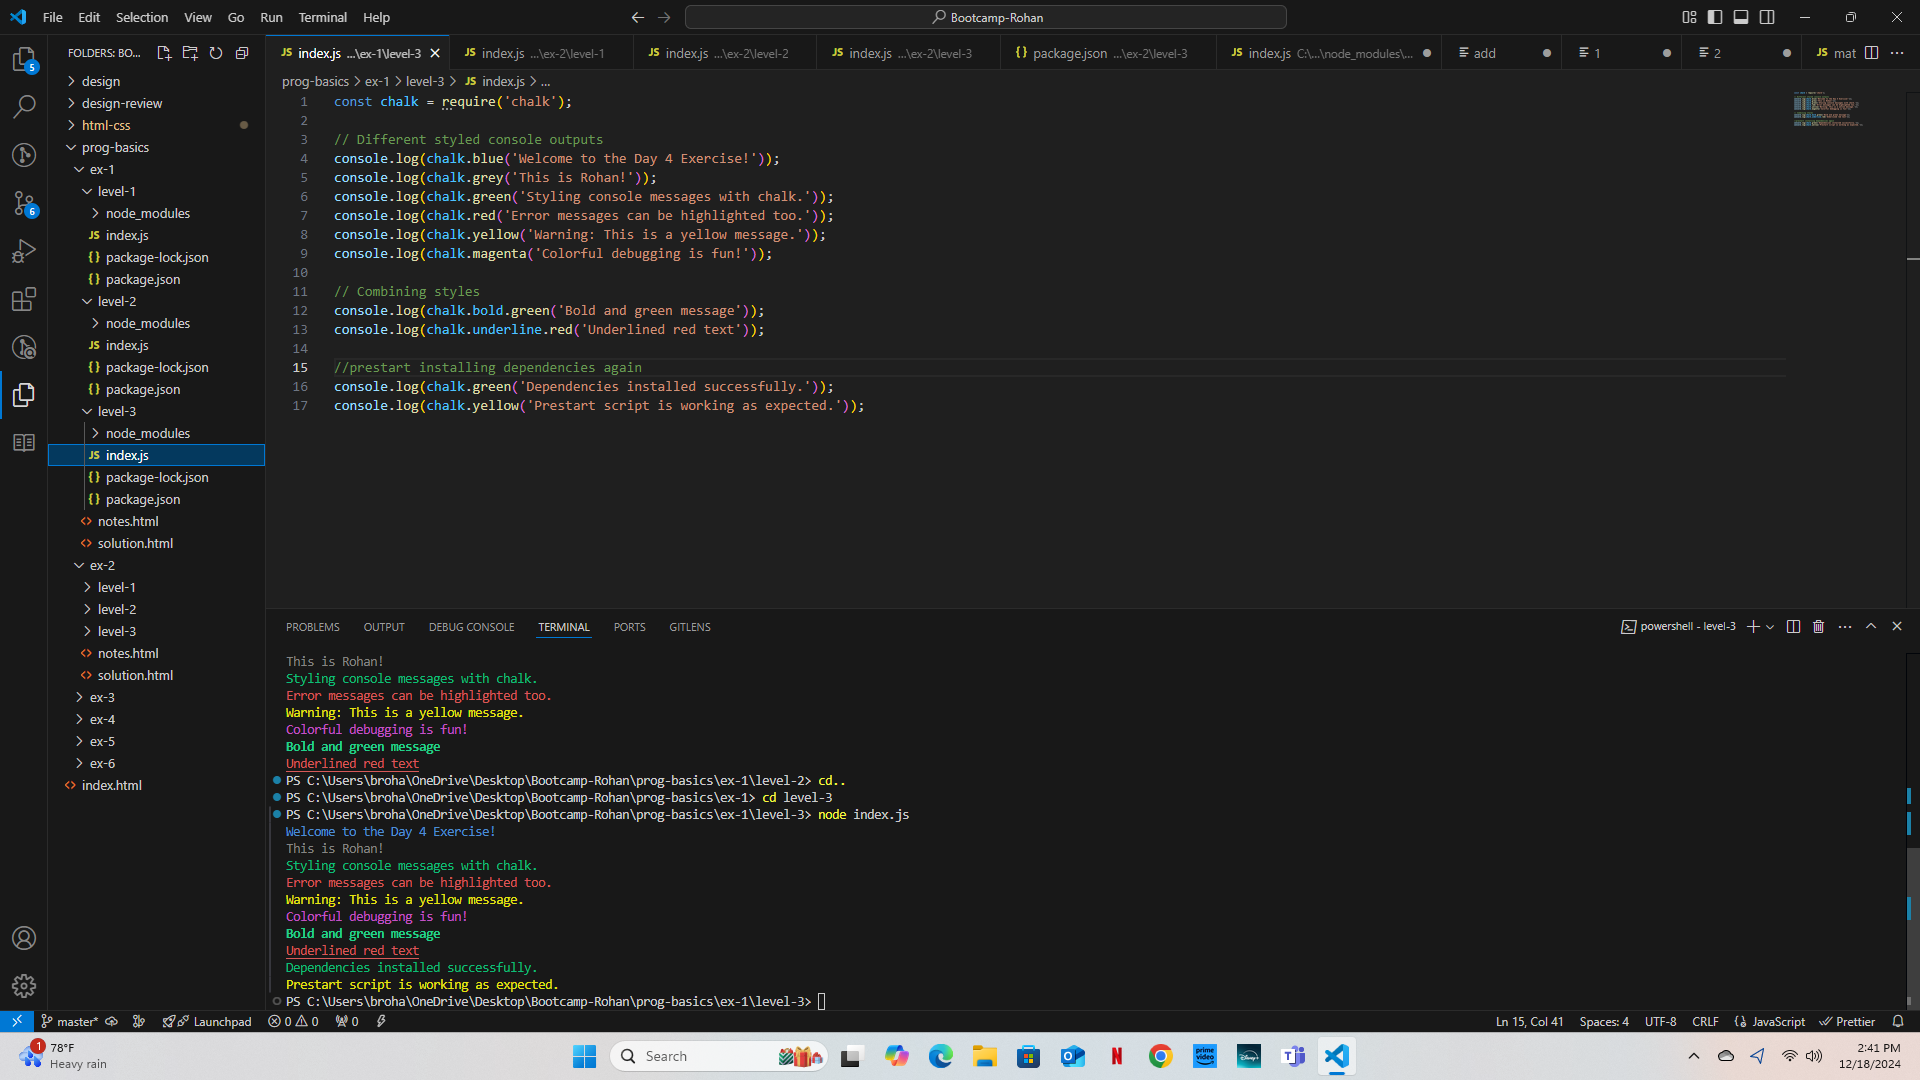 File Edit Selection View Go Run Terminal Help
Bootcamp-Rohan
FOLDERS: BO...
JS index.js ...\ex-1\level-3
JS index.js ...\ex-2\level-1
JS index.js ...\ex-2\level-2
JS index.js ...\ex-2\level-3
{} package.json ...\ex-2\level-3
JS index.js C:\...\node_modules\...
add
1
2
JS mat
5
6
design
design-review
html-css
prog-basics
ex-1
level-1
node_modules
JS index.js
{} package-lock.json
{} package.json
level-2
node_modules
JS index.js
{} package-lock.json
{} package.json
level-3
node_modules
JS index.js
{} package-lock.json
{} package.json
<> notes.html
<> solution.html
ex-2
level-1
level-2
level-3
<> notes.html
<> solution.html
ex-3
ex-4
ex-5
ex-6
<> index.html
prog-basics > ex-1 > level-3 > JS index.js > ...
1 const chalk = require('chalk');
2
3 // Different styled console outputs
4 console.log(chalk.blue('Welcome to the Day 4 Exercise!'));
5 console.log(chalk.grey('This is Rohan!'));
6 console.log(chalk.green('Styling console messages with chalk.'));
7 console.log(chalk.red('Error messages can be highlighted too.'));
8 console.log(chalk.yellow('Warning: This is a yellow message.'));
9 console.log(chalk.magenta('Colorful debugging is fun!'));
10
11 // Combining styles
12 console.log(chalk.bold.green('Bold and green message'));
13 console.log(chalk.underline.red('Underlined red text'));
14
15 //prestart installing dependencies again
16 console.log(chalk.green('Dependencies installed successfully.'));
17 console.log(chalk.yellow('Prestart script is working as expected.'));
PROBLEMS OUTPUT DEBUG CONSOLE TERMINAL PORTS GITLENS
powershell - level-3
This is Rohan!
Styling console messages with chalk.
Error messages can be highlighted too.
Warning: This is a yellow message.
Colorful debugging is fun!
Bold and green message
Underlined red text
PS C:\Users\broha\OneDrive\Desktop\Bootcamp-Rohan\prog-basics\ex-1\level-2> cd..
PS C:\Users\broha\OneDrive\Desktop\Bootcamp-Rohan\prog-basics\ex-1> cd level-3
PS C:\Users\broha\OneDrive\Desktop\Bootcamp-Rohan\prog-basics\ex-1\level-3> node index.js
Welcome to the Day 4 Exercise!
This is Rohan!
Styling console messages with chalk.
Error messages can be highlighted too.
Warning: This is a yellow message.
Colorful debugging is fun!
Bold and green message
Underlined red text
Dependencies installed successfully.
Prestart script is working as expected.
PS C:\Users\broha\OneDrive\Desktop\Bootcamp-Rohan\prog-basics\ex-1\level-3>
master* Launchpad 0 0 0
Ln 15, Col 41 Spaces: 4 UTF-8 CRLF {} JavaScript Prettier
1
78°F
Heavy rain
Search
N
prime video
Disney+
2:41 PM
12/18/2024